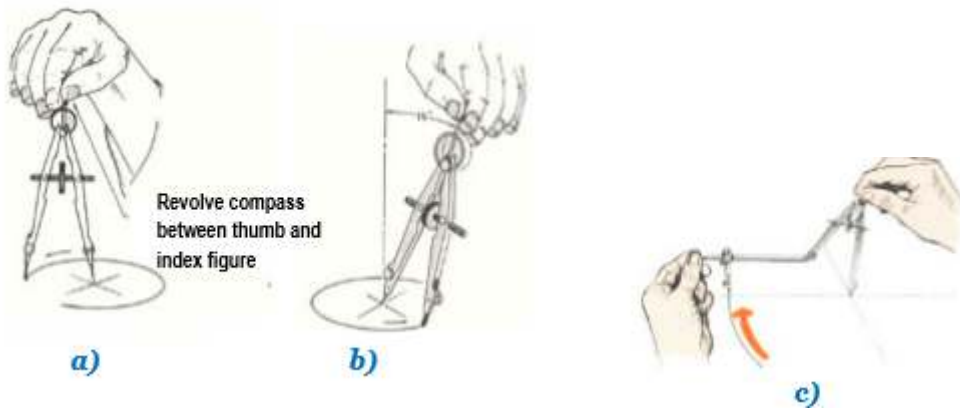 Revolve compass
between thumb and
index figure
a)
b)
c)